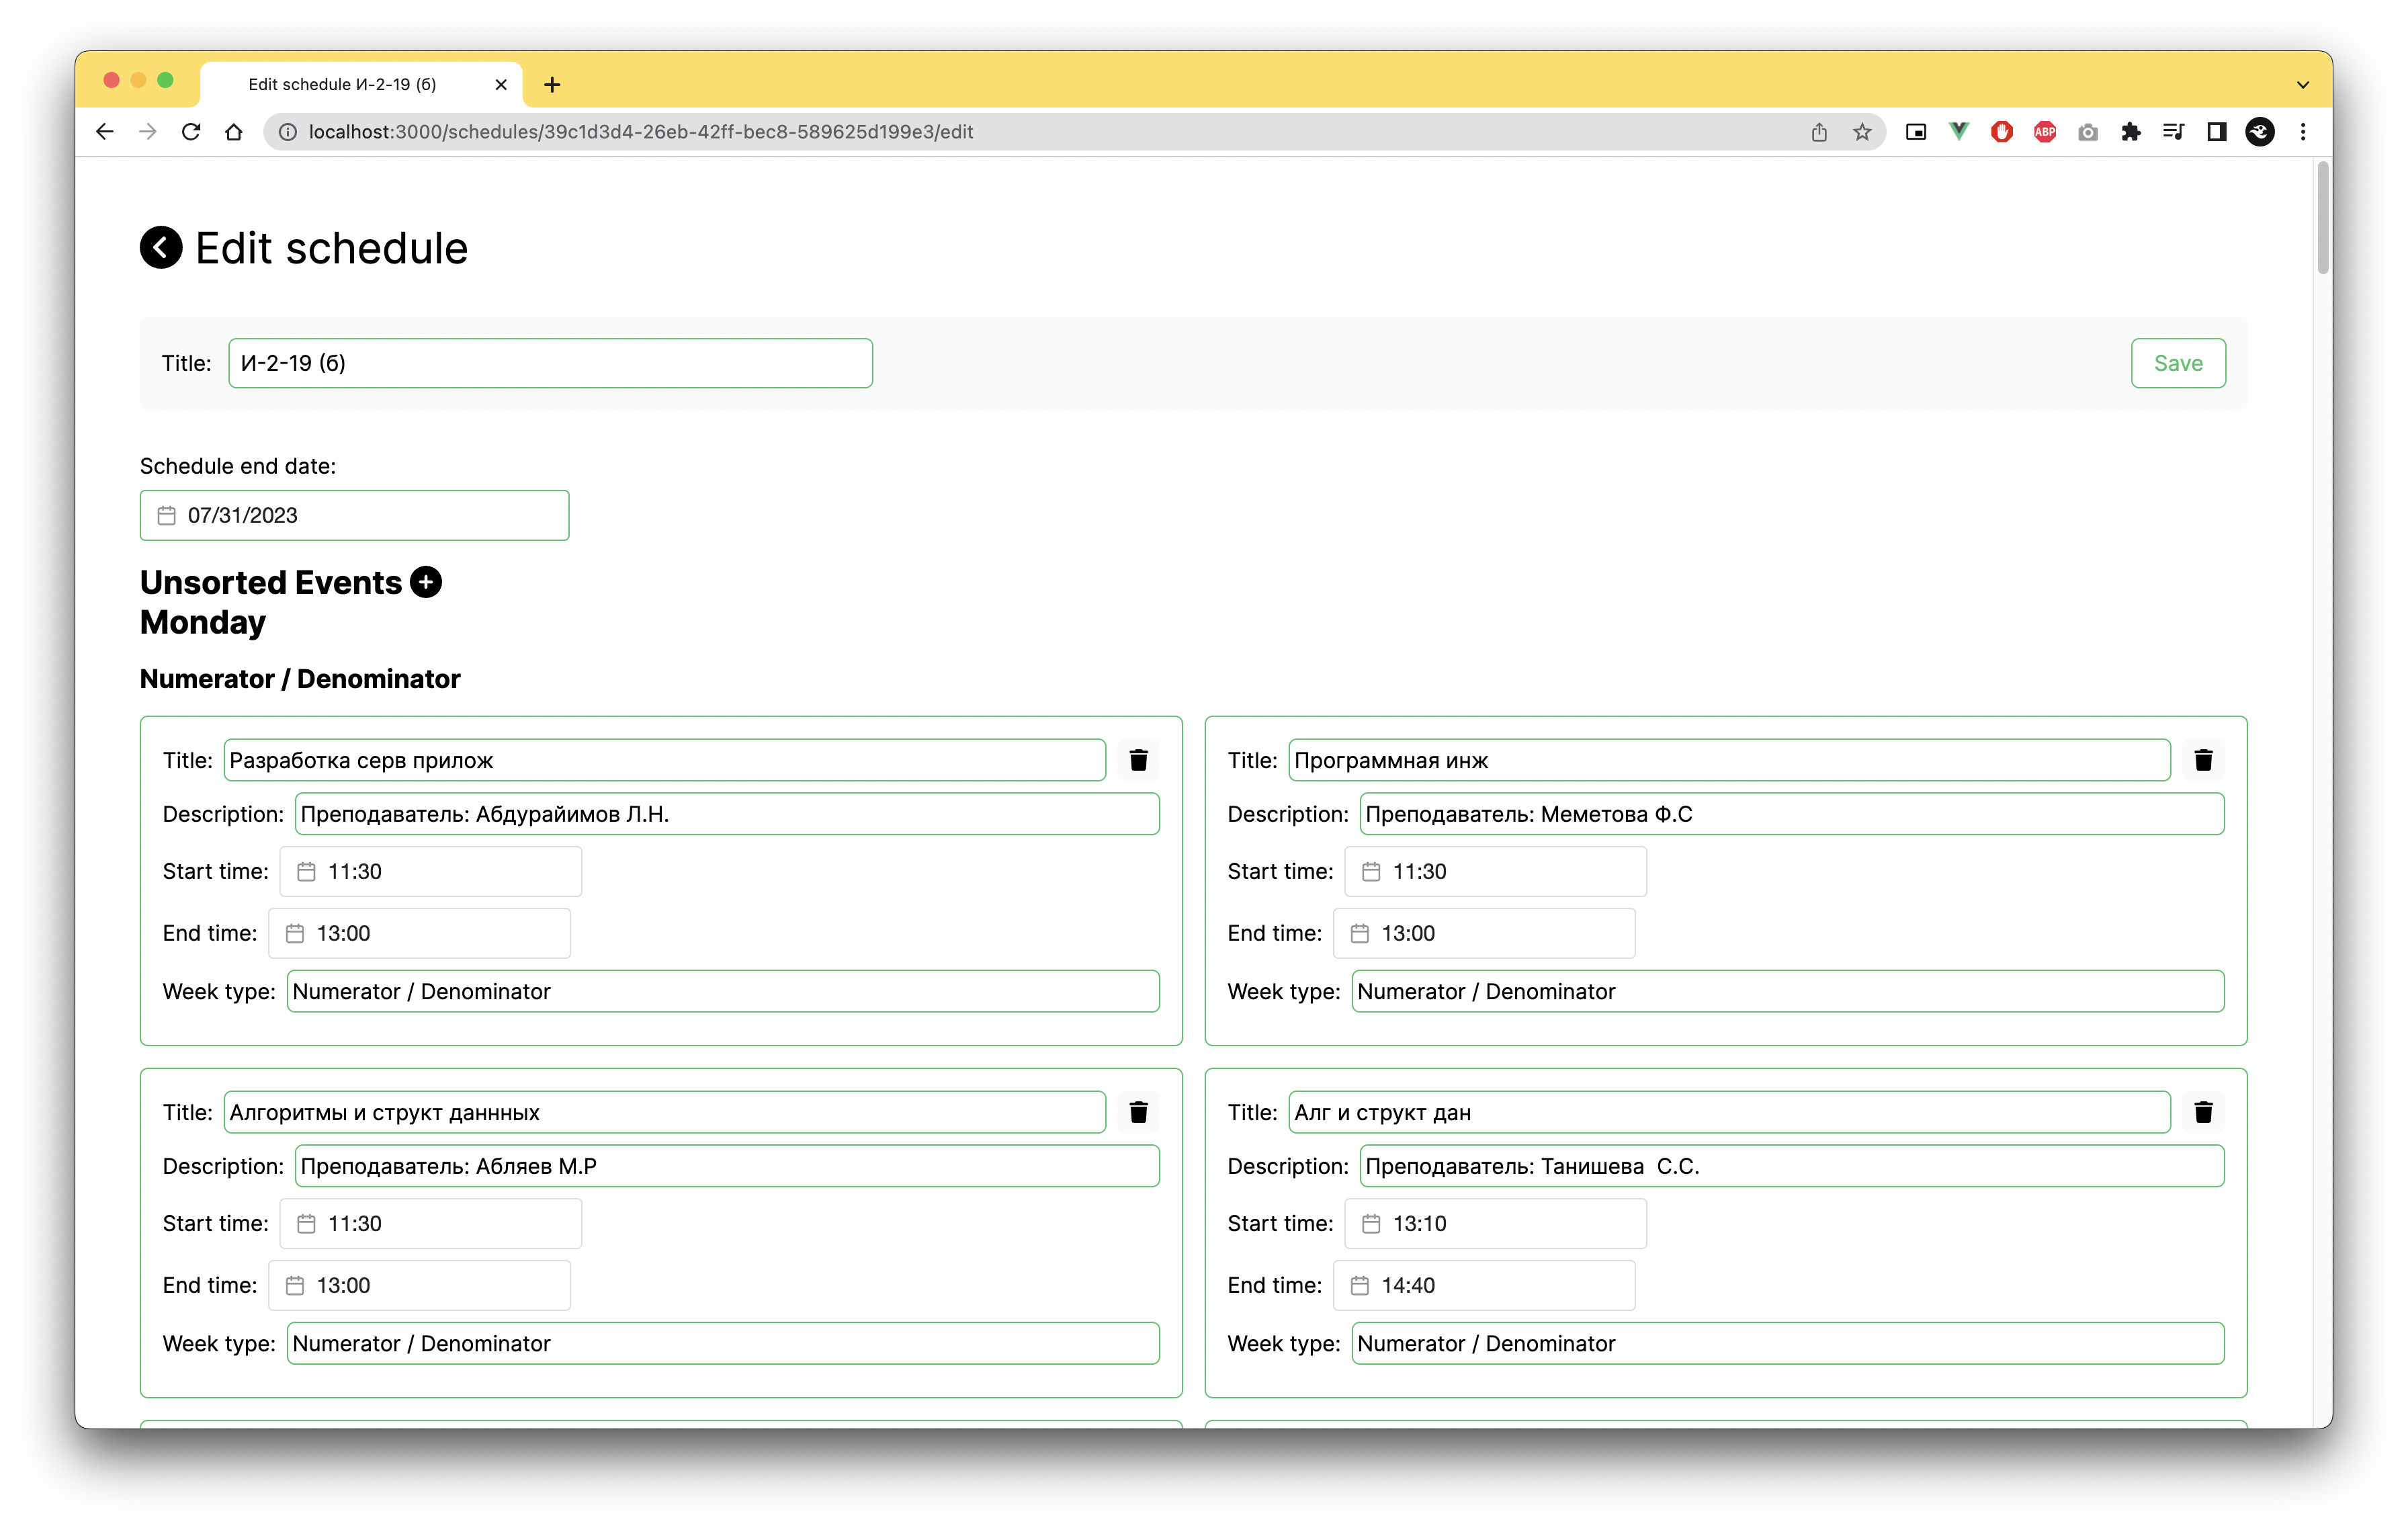 Edit schedule И-2-19 (б)
localhost:3000/schedules/39c1d3d4-26eb-42ff-bec8-589625d199e3/edit
ABP
Edit schedule
Title: И-2-19 (б)
Save
Schedule end date:
07/31/2023
Unsorted Events
Monday
Numerator / Denominator
Title: Разработка серв прилож
Description: Преподаватель: Абдурайимов Л.Н.
Start time: 11:30
End time: 13:00
Week type: Numerator / Denominator
Title: Программная инж
Description: Преподаватель: Меметова Ф.С
Start time: 11:30
End time: 13:00
Week type: Numerator / Denominator
Title: Алгоритмы и структ даннных
Description: Преподаватель: Абляев М.Р
Start time: 11:30
End time: 13:00
Week type: Numerator / Denominator
Title: Алг и структ дан
Description: Преподаватель: Танишева  С.С.
Start time: 13:10
End time: 14:40
Week type: Numerator / Denominator